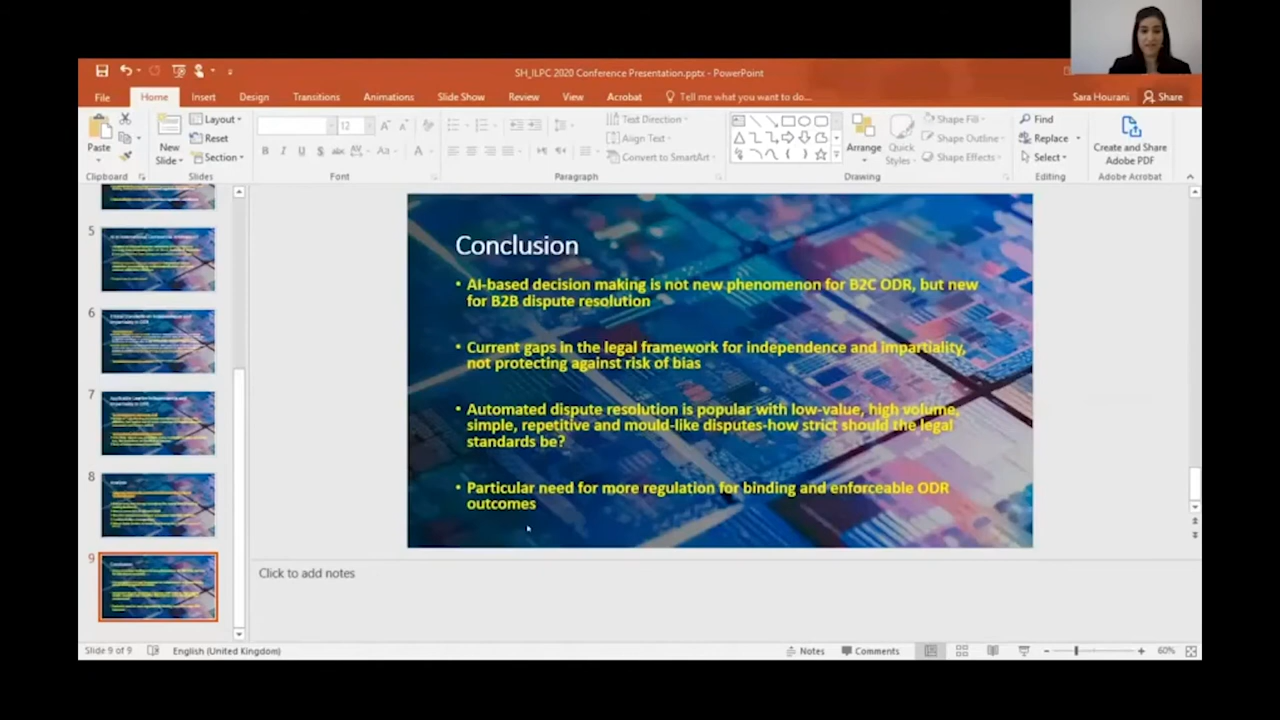 SH_ILPC 2020 Conference Presentation.pptx - PowerPoint
File Home Insert Design Transitions Animations Slide Show Review View Acrobat Tell me what you want to do... Sara Hourani Share
Paste
New Slide
Layout
Reset
Section
12
Text Direction
Align Text
Convert to SmartArt
Arrange
Quick Styles
Shape Fill
Shape Outline
Shape Effects
Find
Replace
Select
Create and Share
Adobe PDF
Clipboard Slides Font Paragraph Drawing Editing Adobe Acrobat
5
6
7
8
9
Conclusion
• AI-based decision making is not new phenomenon for B2C ODR, but new
for B2B dispute resolution
• Current gaps in the legal framework for independence and impartiality,
not protecting against risk of bias
• Automated dispute resolution is popular with low-value, high volume,
simple, repetitive and mould-like disputes-how strict should the legal
standards be?
• Particular need for more regulation for binding and enforceable ODR
outcomes
Click to add notes
Slide 9 of 9 English (United Kingdom) Notes Comments 60%